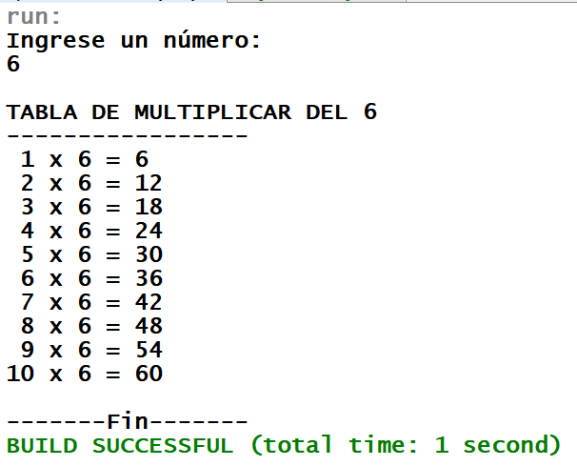 run:
Ingrese un número:
6
TABLA DE MULTIPLICAR DEL 6
-----------------
 1 x 6 = 6
 2 x 6 = 12
 3 x 6 = 18
 4 x 6 = 24
 5 x 6 = 30
 6 x 6 = 36
 7 x 6 = 42
 8 x 6 = 48
 9 x 6 = 54
10 x 6 = 60
-------Fin-------
BUILD SUCCESSFUL (total time: 1 second)